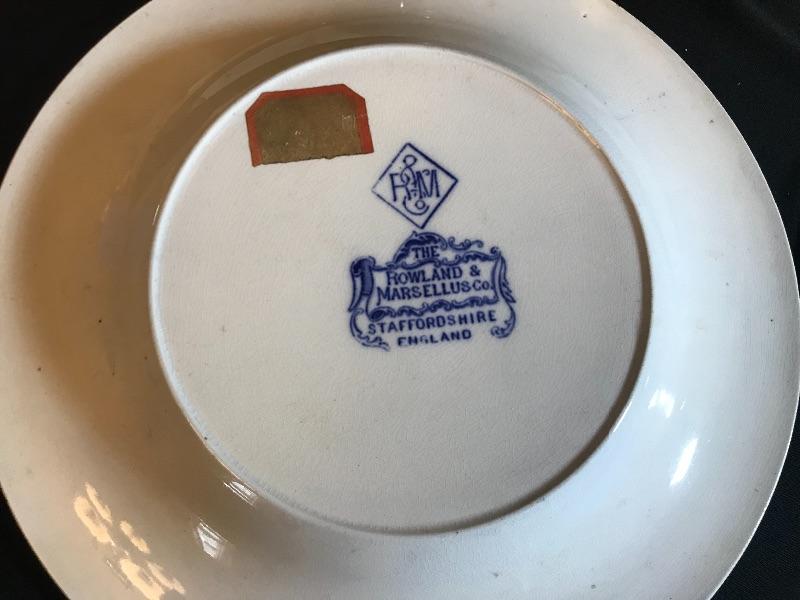 R&M
THE
ROWLAND &
MARSELLUS Co.
STAFFORDSHIRE
ENGLAND